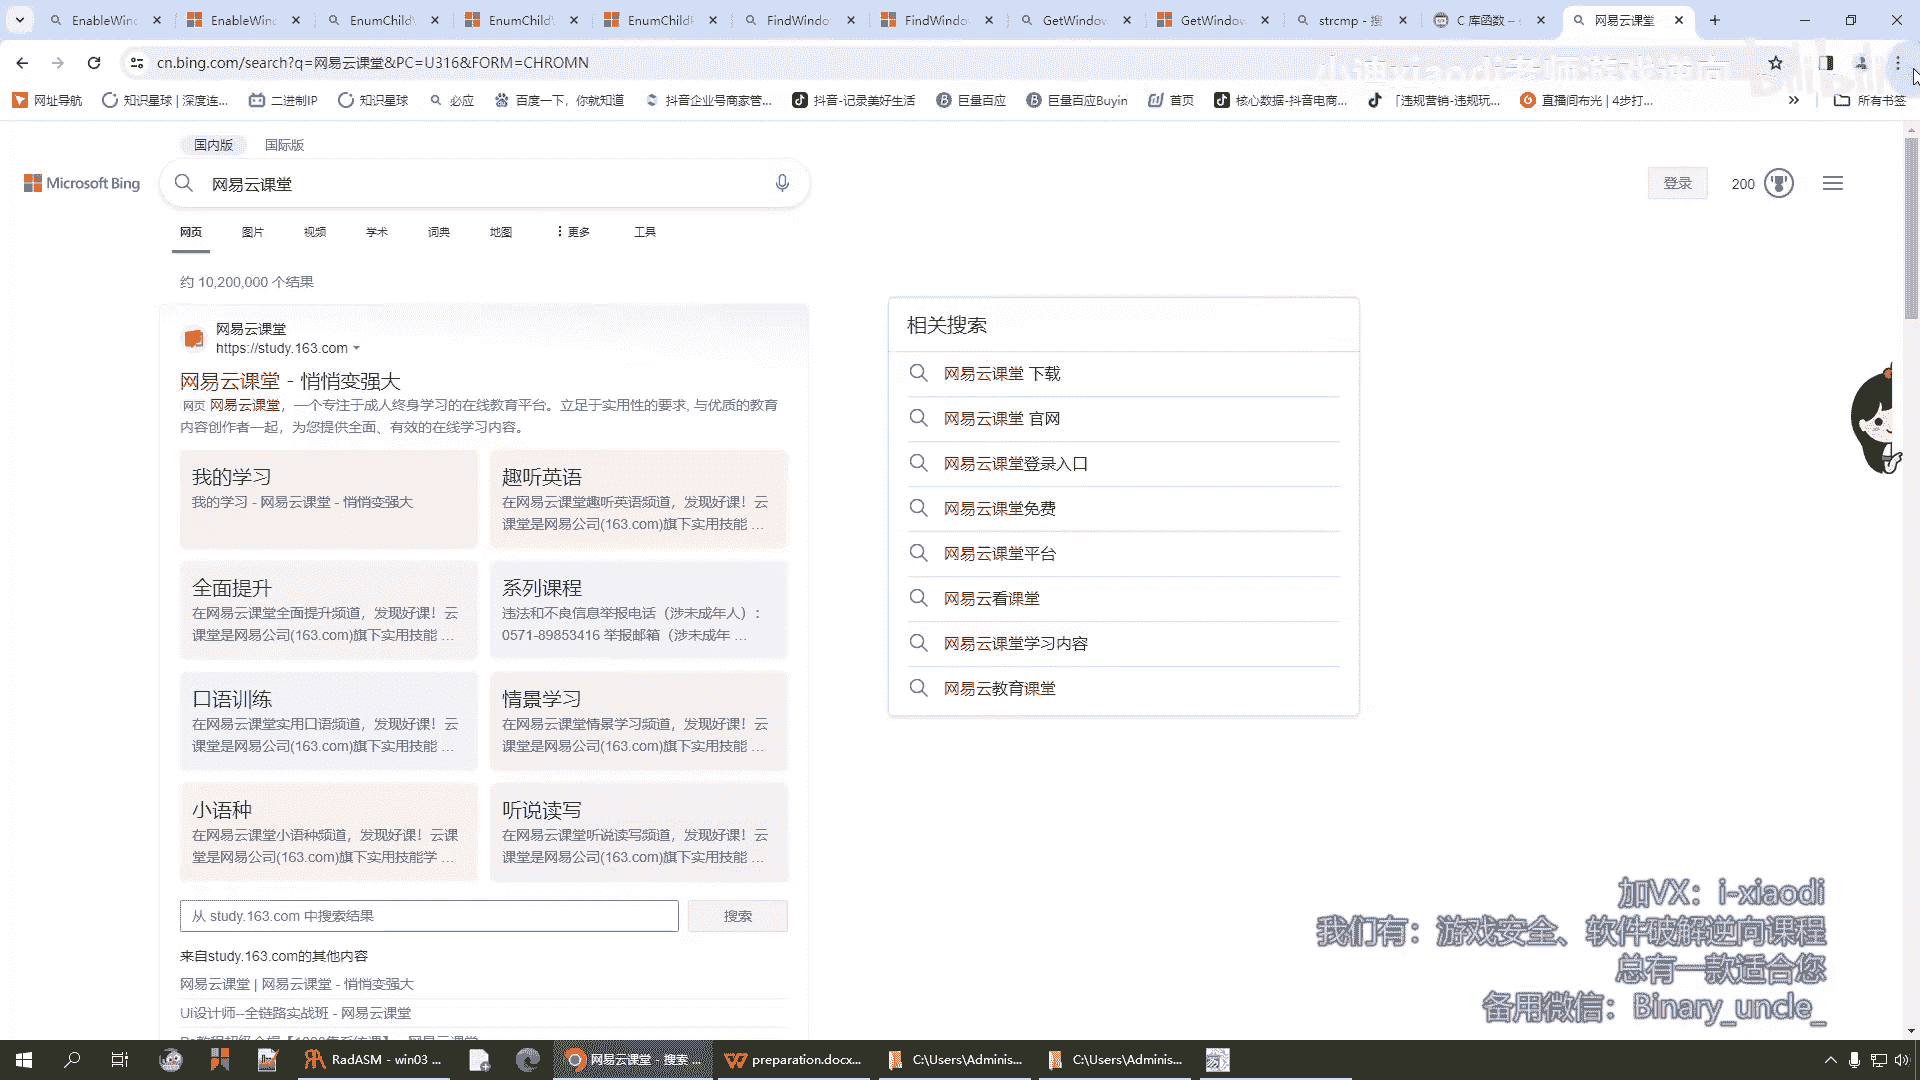 EnableWind
EnableWind
EnumChild
EnumChild
EnumChild
FindWindo
FindWindo
GetWindow
GetWindow
strcmp - 搜
C 库函数 –
网易云课堂
cn.bing.com/search?q=网易云课堂&PC=U316&FORM=CHROMN
小迪xiaodi老师游戏逆向
bilibili
网址导航
知识星球 | 深度连...
二进制IP
知识星球
必应
百度一下，你就知道
抖音企业号商家管...
抖音-记录美好生活
巨量百应
巨量百应Buyin
首页
核心数据-抖音电商...
「违规营销-违规玩...
直播间布光 | 4步打...
所有书签
国内版
国际版
Microsoft Bing
网易云课堂
登录
200
网页
图片
视频
学术
词典
地图
更多
工具
约 10,200,000 个结果
网易云课堂
https://study.163.com
网易云课堂 - 悄悄变强大
网页 网易云课堂，一个专注于成人终身学习的在线教育平台。立足于实用性的要求, 与优质的教育
内容创作者一起，为您提供全面、有效的在线学习内容。
我的学习
我的学习 - 网易云课堂 - 悄悄变强大
趣听英语
在网易云课堂趣听英语频道，发现好课！云
课堂是网易公司(163.com)旗下实用技能 ...
全面提升
在网易云课堂全面提升频道，发现好课！云
课堂是网易公司(163.com)旗下实用技能 ...
系列课程
违法和不良信息举报电话（涉未成年人）：
0571-89853416 举报邮箱（涉未成年 ...
口语训练
在网易云课堂实用口语频道，发现好课！云
课堂是网易公司(163.com)旗下实用技能 ...
情景学习
在网易云课堂情景学习频道，发现好课！云
课堂是网易公司(163.com)旗下实用技能 ...
小语种
在网易云课堂小语种频道，发现好课！云课
堂是网易公司(163.com)旗下实用技能学 ...
听说读写
在网易云课堂听说读写频道，发现好课！云
课堂是网易公司(163.com)旗下实用技能 ...
从 study.163.com 中搜索结果
搜索
来自study.163.com的其他内容
网易云课堂 | 网易云课堂 - 悄悄变强大
Ui设计师--全链路实战班 - 网易云课堂
相关搜索
网易云课堂 下载
网易云课堂 官网
网易云课堂登录入口
网易云课堂免费
网易云课堂平台
网易云看课堂
网易云课堂学习内容
网易云教育课堂
加VX：i-xiaodi
我们有：游戏安全、软件破解逆向课程
总有一款适合您
备用微信：Binary_uncle_
RadASM - win03 ...
网易云课堂 - 搜索 ...
preparation.docx...
C:\Users\Adminis...
C:\Users\Adminis...